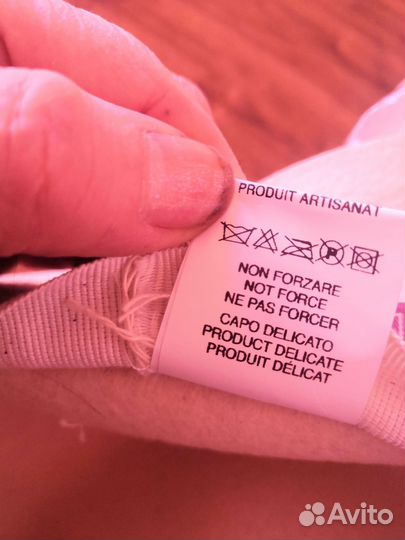 PRODUIT ARTISANAT
NON FORZARE
NOT FORCE
NE PAS FORCER
CAPO DELICATO
PRODUCT DELICATE
PRODUIT DÉLICAT
Avito